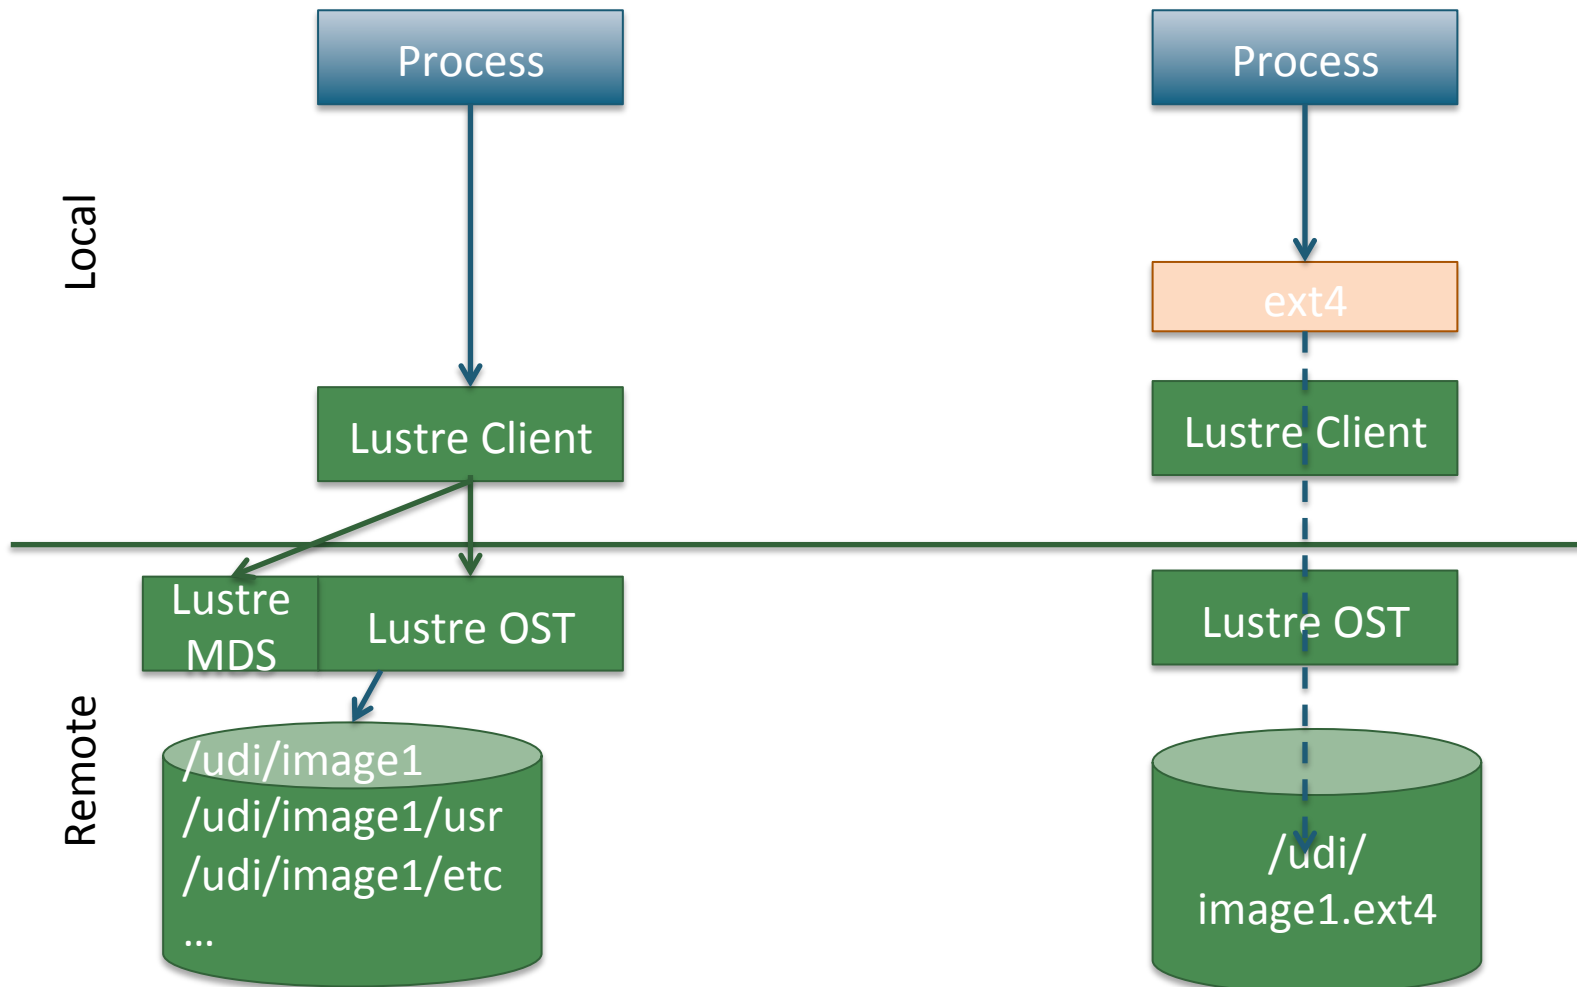 Process
Process
Local
ext4
Lustre Client
Lustre Client
Lustre
MDS
Lustre OST
Lustre OST
Remote
/udi/image1
/udi/image1/usr
/udi/image1/etc
...
/udi/
image1.ext4